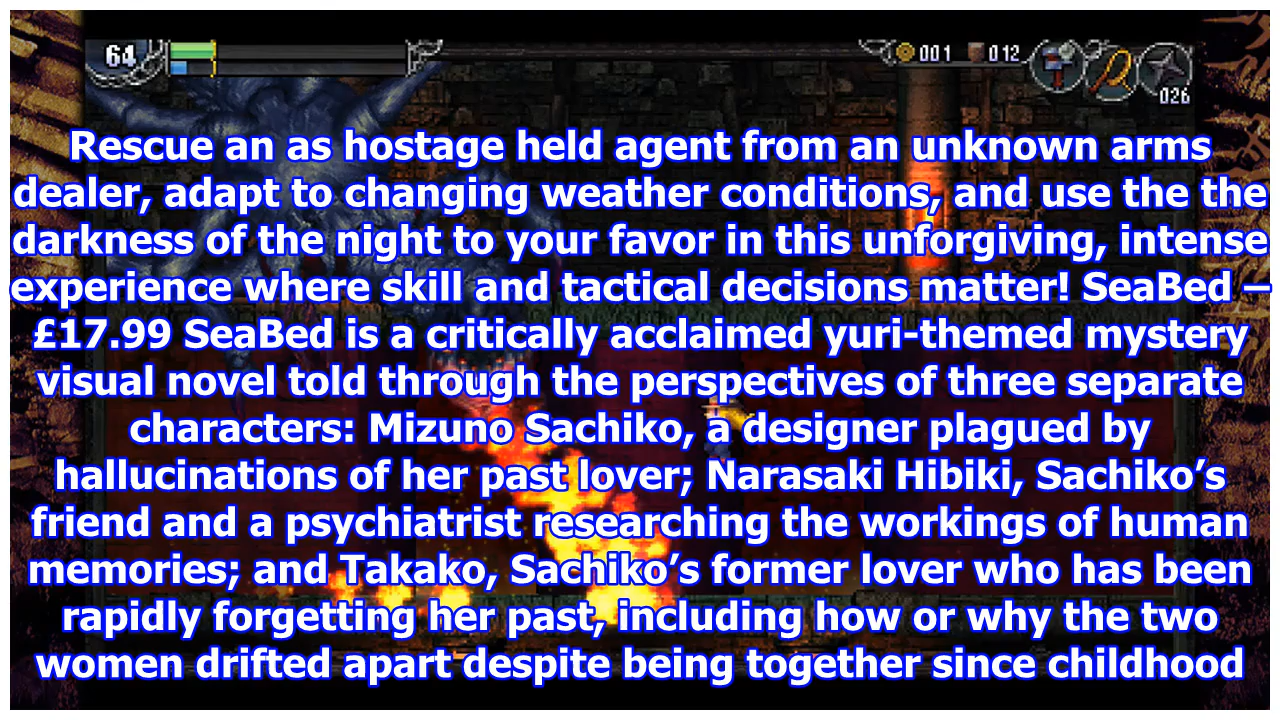 64
001
012
026
Rescue an as hostage held agent from an unknown arms
dealer, adapt to changing weather conditions, and use the the
darkness of the night to your favor in this unforgiving, intense
experience where skill and tactical decisions matter! SeaBed –
£17.99 SeaBed is a critically acclaimed yuri-themed mystery
visual novel told through the perspectives of three separate
characters: Mizuno Sachiko, a designer plagued by
hallucinations of her past lover; Narasaki Hibiki, Sachiko’s
friend and a psychiatrist researching the workings of human
memories; and Takako, Sachiko’s former lover who has been
rapidly forgetting her past, including how or why the two
women drifted apart despite being together since childhood